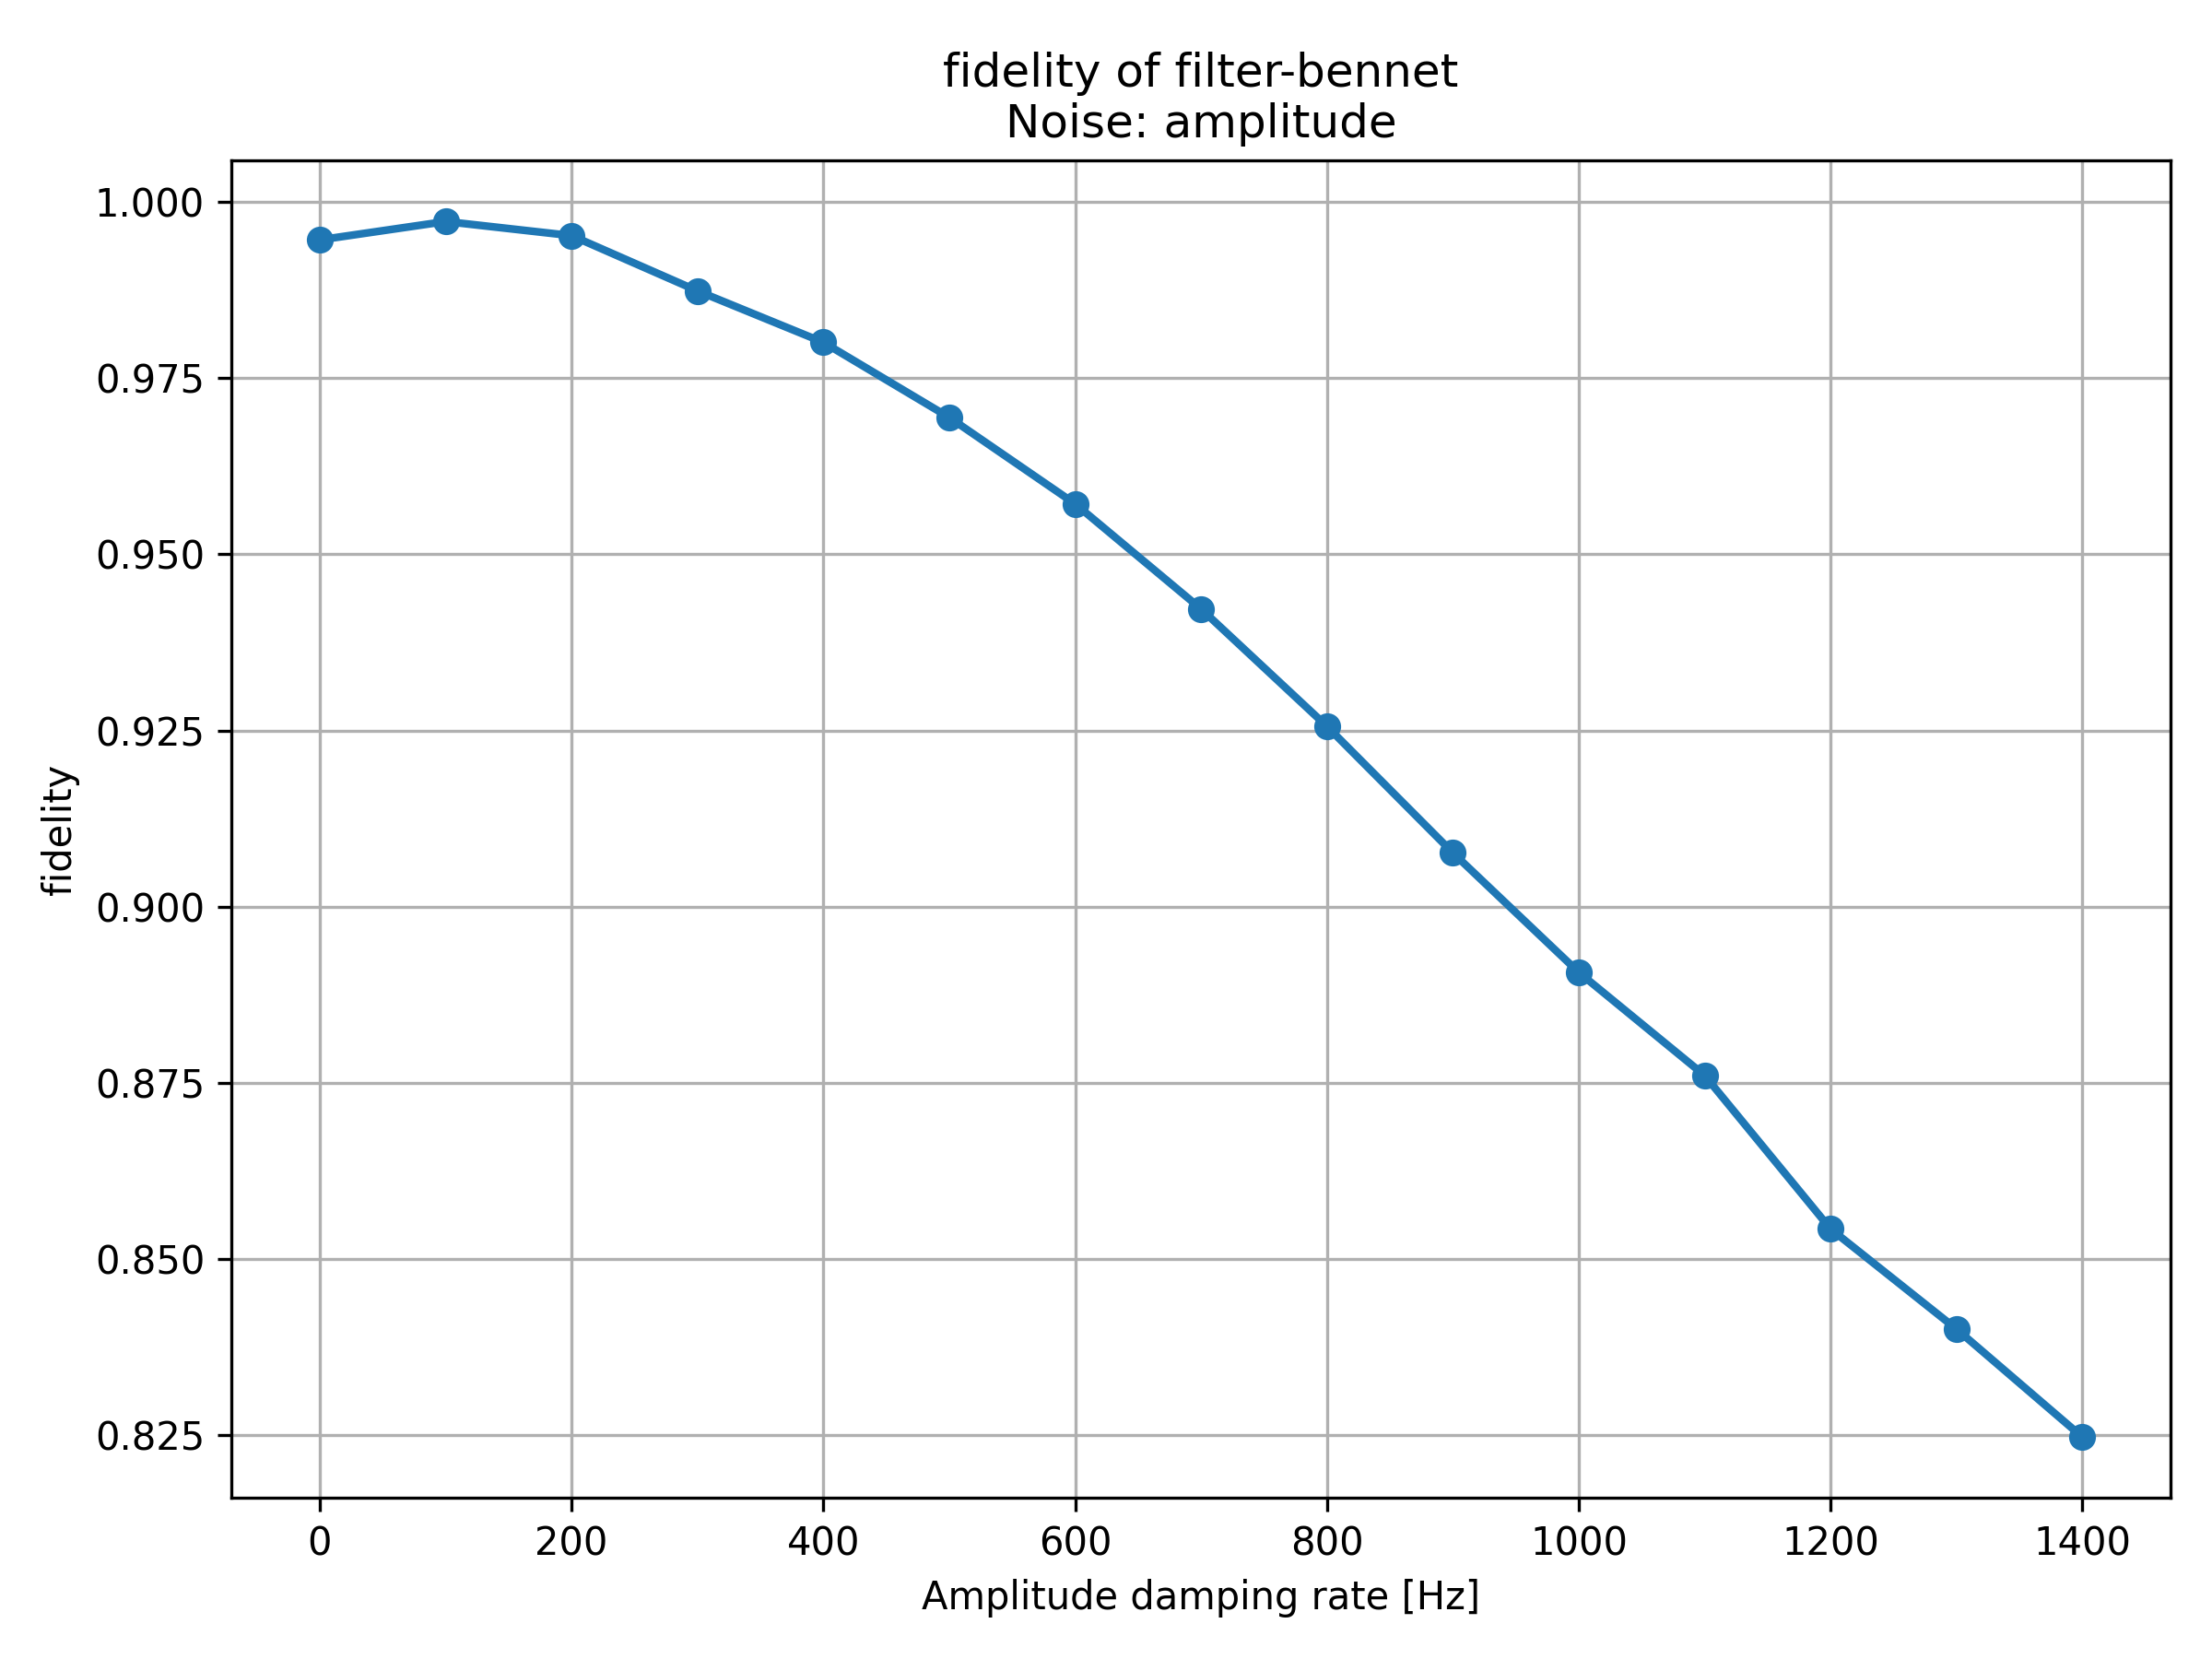 fidelity of filter-bennet
Noise: amplitude
1.000
0.975
0.950
0.925
0.900
0.875
0.850
0.825
fidelity
0 200 400 600 800 1000 1200 1400
Amplitude damping rate [Hz]